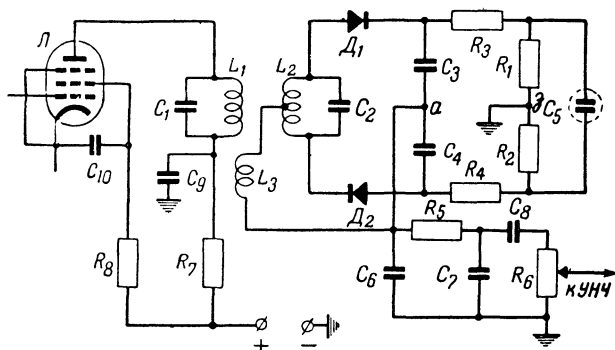 Л
Д₁
R₃
L₁
L₂
C₃
R₁
C₁
C₂
a
C₅
C₄
R₂
C₁₀
C₉
L₃
R₄
Д₂
R₅
C₈
R₈
R₇
C₆
C₇
R₆
кУНЧ
+
−